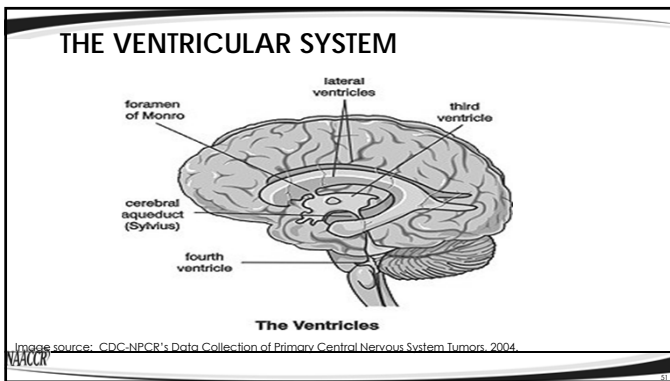 THE VENTRICULAR SYSTEM
lateral
ventricles
foramen
of Monro
third
ventricle
cerebral
aqueduct
(Sylvius)
fourth
ventricle
The Ventricles
Image source: CDC-NPCR's Data Collection of Primary Central Nervous System Tumors, 2004.
NAACCR
51